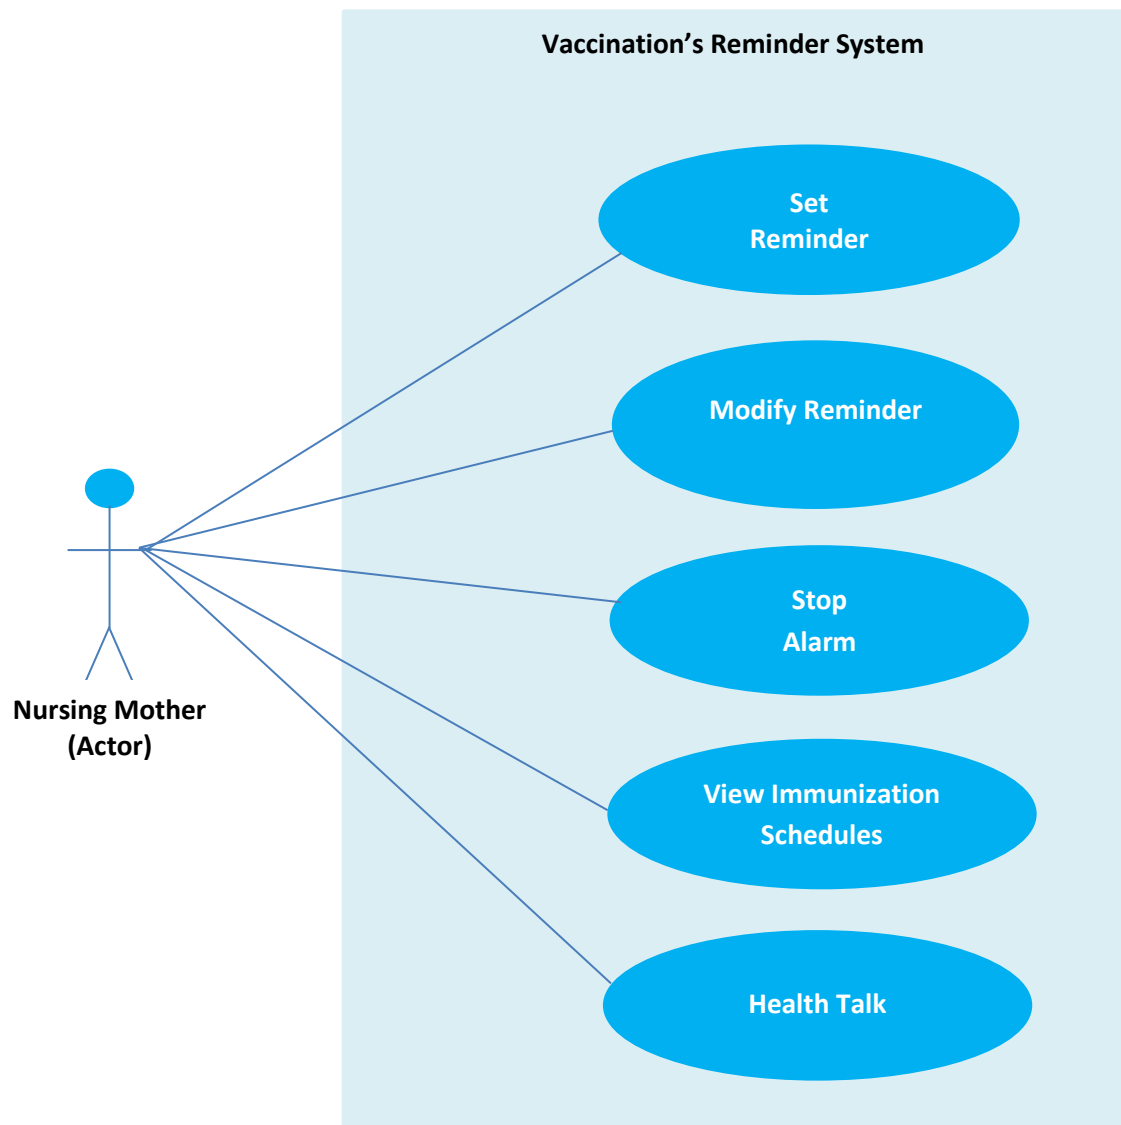 Vaccination’s Reminder System
Set
Reminder
Modify Reminder
Stop
Alarm
Nursing Mother
(Actor)
View Immunization
Schedules
Health Talk